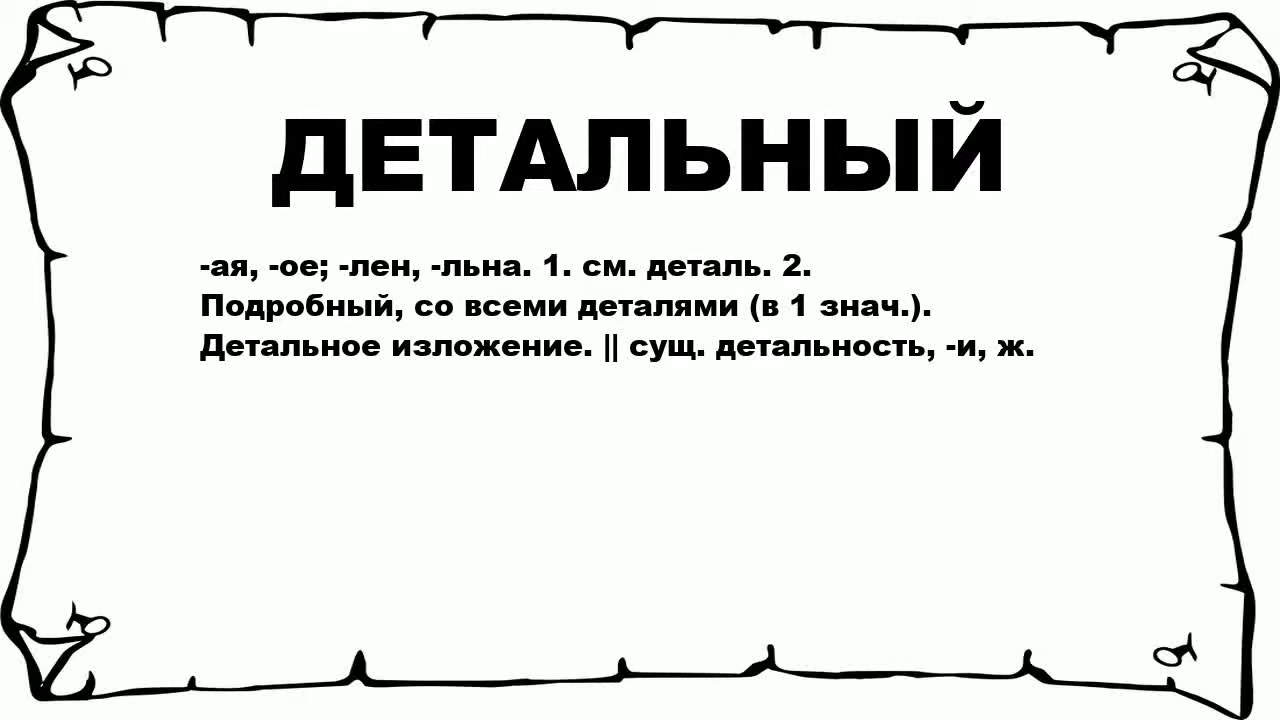 ДЕТАЛЬНЫЙ
-ая, -ое; -лен, -льна. 1. см. деталь. 2.
Подробный, со всеми деталями (в 1 знач.).
Детальное изложение. || сущ. детальность, -и, ж.